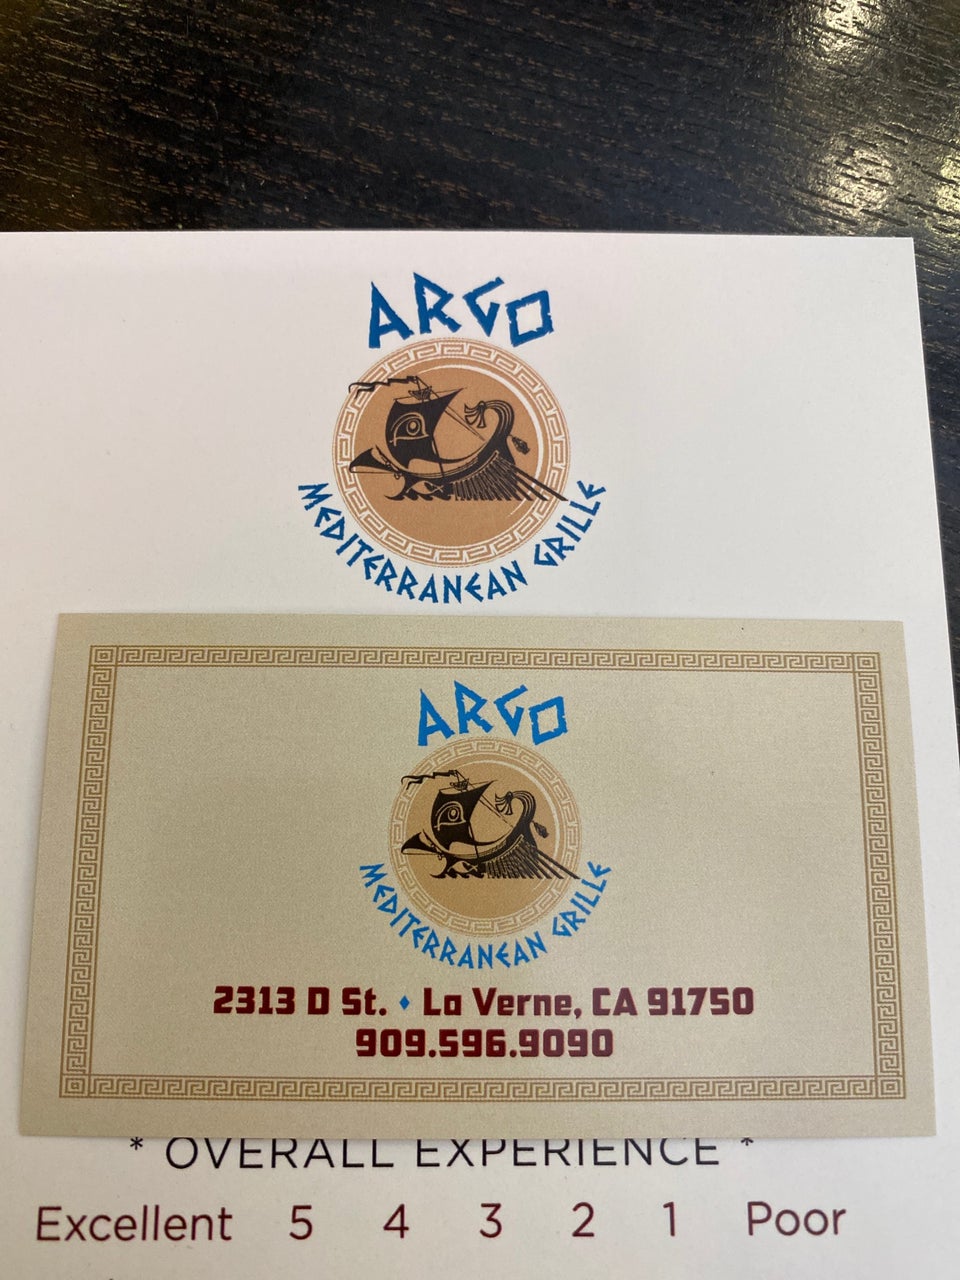 ARGO
MEDITERRANEAN GRILLE
ARGO
MEDITERRANEAN GRILLE
2313 D St. ♦ La Verne, CA 91750
909.596.9090
* OVERALL EXPERIENCE *
Excellent 5 4 3 2 1 Poor